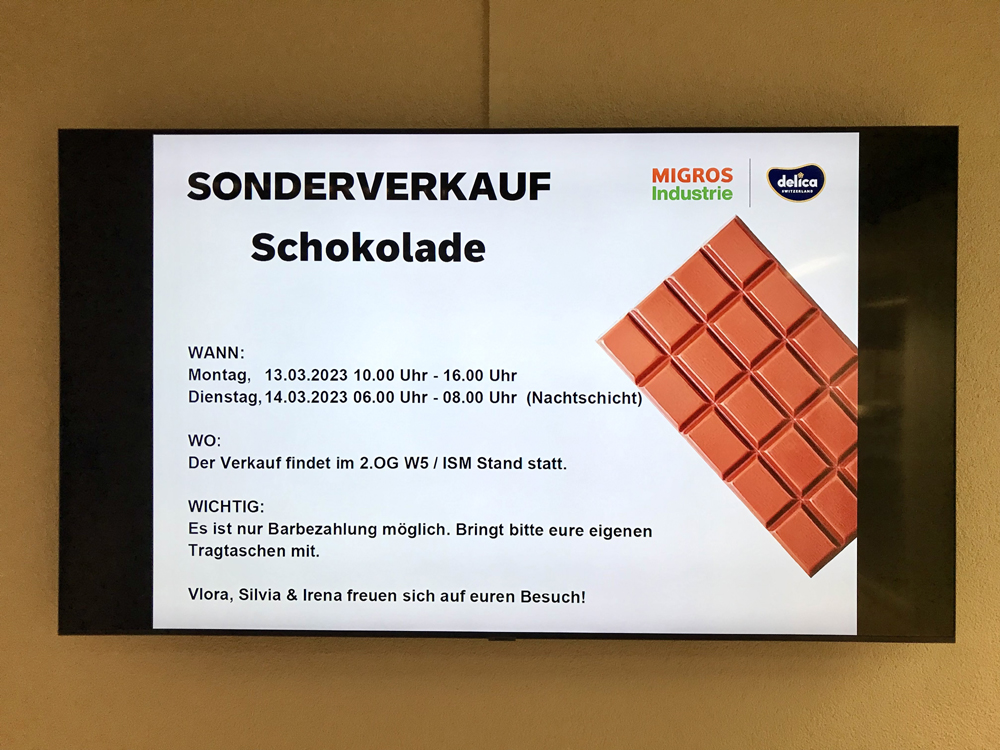 SONDERVERKAUF
Schokolade
MIGROS
Industrie
delica
SWITZERLAND
WANN:
Montag, 13.03.2023 10.00 Uhr - 16.00 Uhr
Dienstag, 14.03.2023 06.00 Uhr - 08.00 Uhr (Nachtschicht)
WO:
Der Verkauf findet im 2.OG W5 / ISM Stand statt.
WICHTIG:
Es ist nur Barbezahlung möglich. Bringt bitte eure eigenen
Tragtaschen mit.
Vlora, Silvia & Irena freuen sich auf euren Besuch!